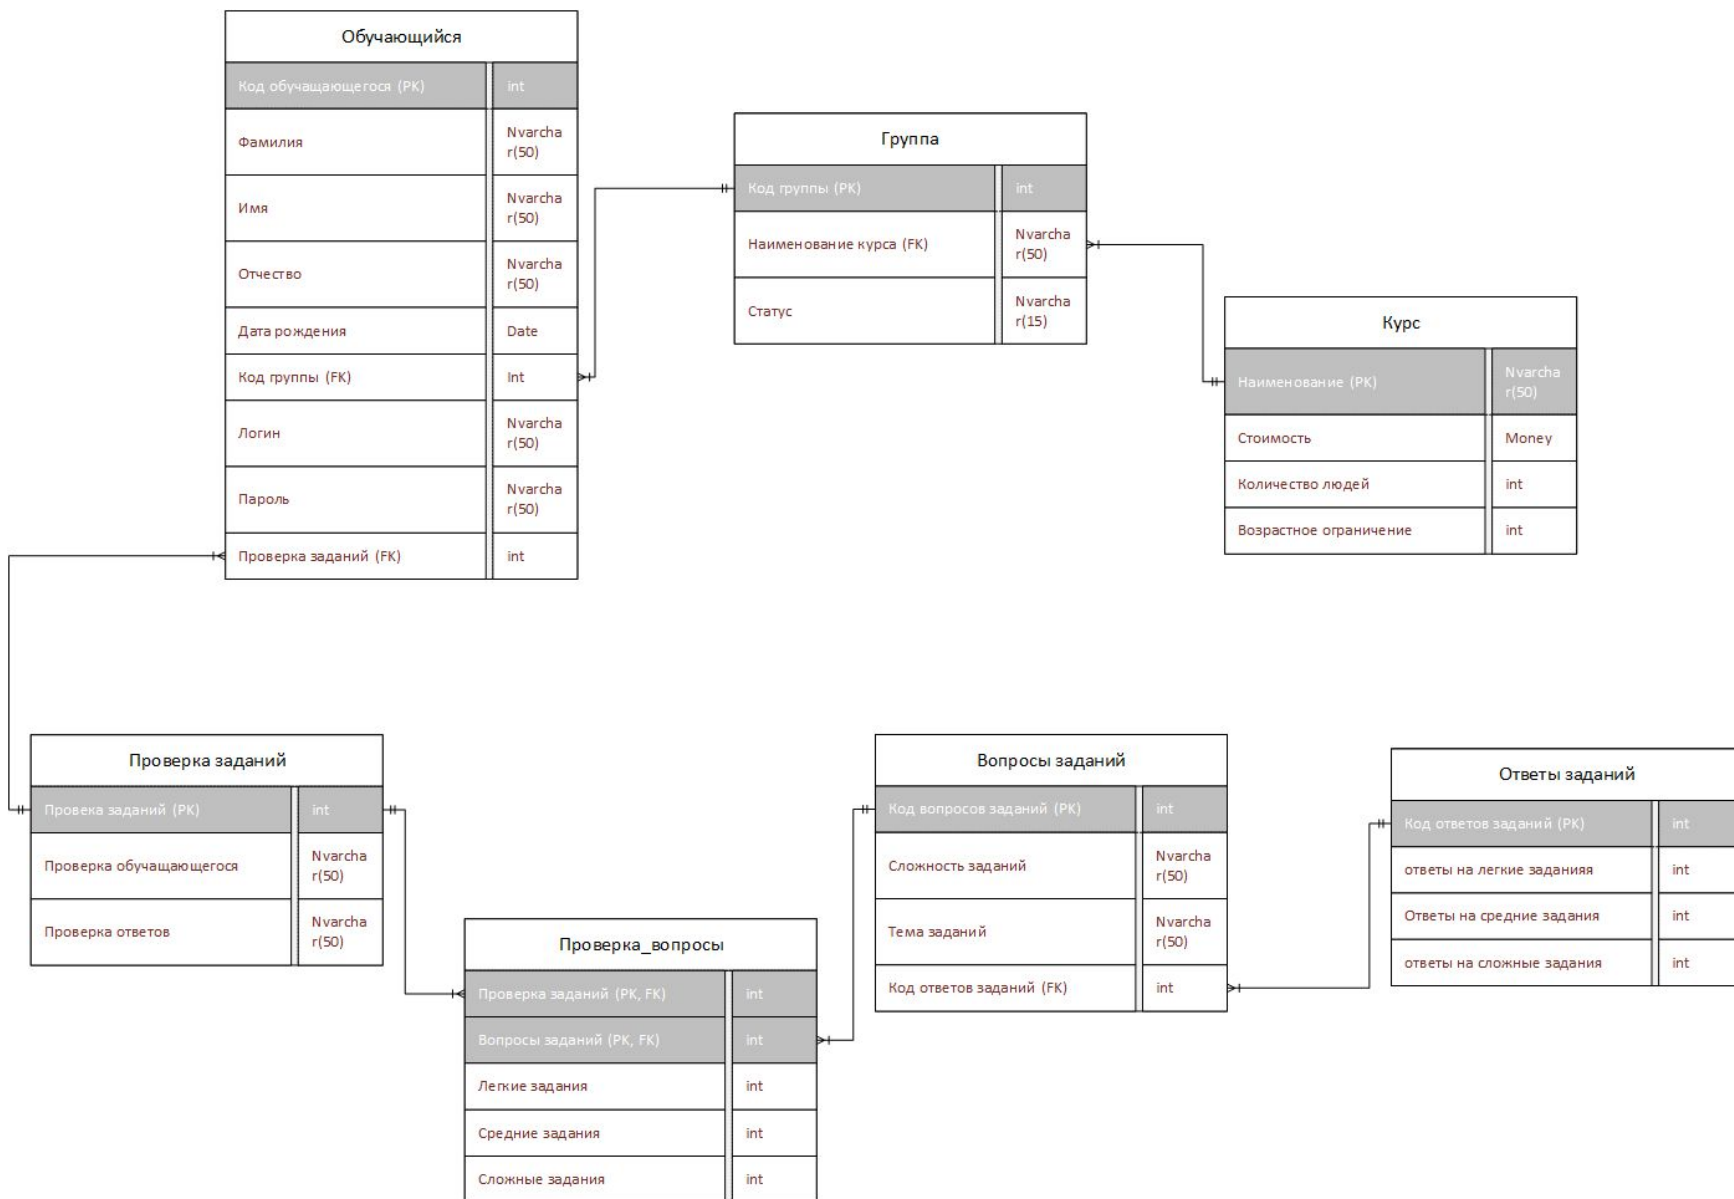 Обучающийся
Код обучащающегося (PK) int
Фамилия Nvarcha
r(50)
Имя Nvarcha
r(50)
Отчество Nvarcha
r(50)
Дата рождения Date
Код группы (FK) Int
Логин Nvarcha
r(50)
Пароль Nvarcha
r(50)
Проверка заданий (FK) int
Группа
Код группы (PK) int
Наименование курса (FK) Nvarcha
r(50)
Статус Nvarcha
r(15)
Курс
Наименование (PK) Nvarcha
r(50)
Стоимость Money
Количество людей int
Возрастное ограничение int
Проверка заданий
Провека заданий (PK) int
Проверка обучащающегося Nvarcha
r(50)
Проверка ответов Nvarcha
r(50)
Проверка_вопросы
Проверка заданий (PK, FK) int
Вопросы заданий (PK, FK) int
Легкие задания int
Средние задания int
Сложные задания int
Вопросы заданий
Код вопросов заданий (PK) int
Сложность заданий Nvarcha
r(50)
Тема заданий Nvarcha
r(50)
Код ответов заданий (FK) int
Ответы заданий
Код ответов заданий (PK) int
ответы на легкие заданияя int
Ответы на средние задания int
ответы на сложные задания int